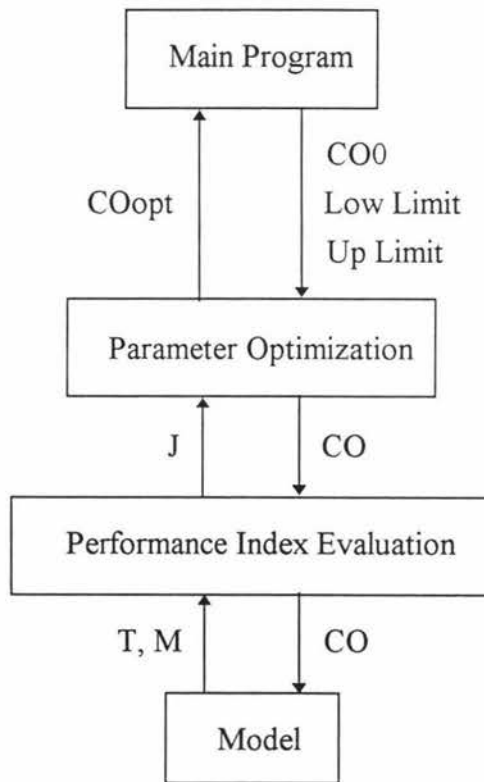 Main Program
COopt
CO0
Low Limit
Up Limit
Parameter Optimization
J
CO
Performance Index Evaluation
T, M
CO
Model